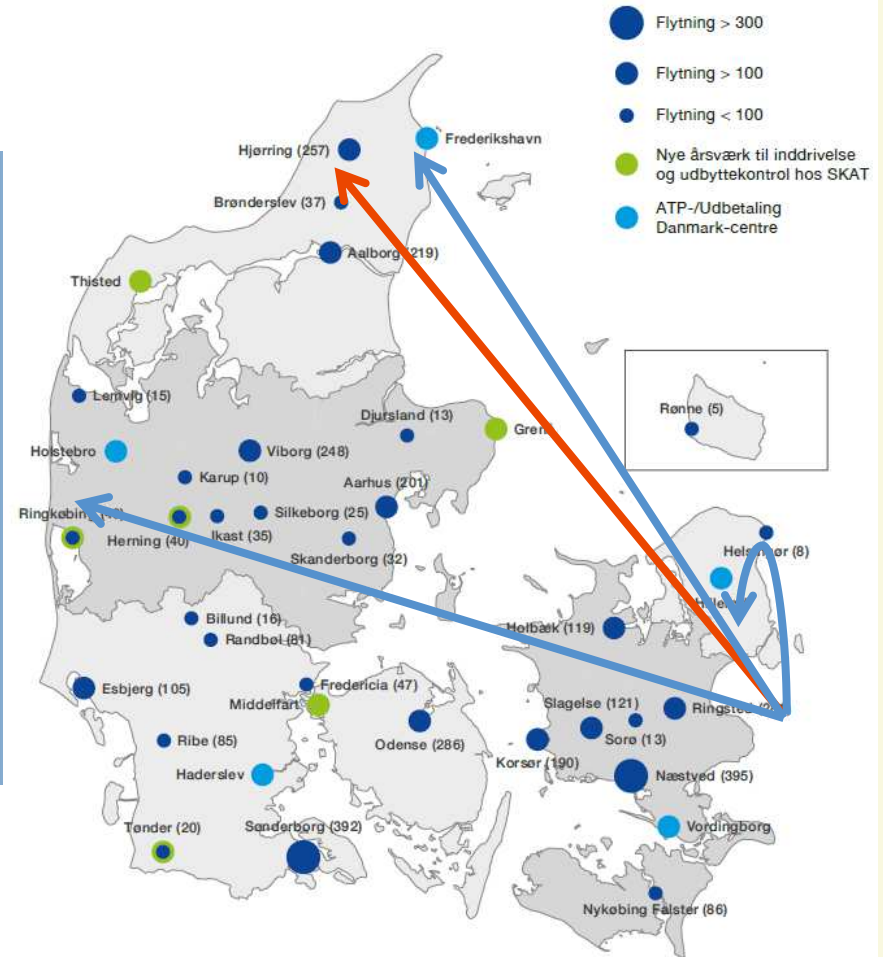 Flytning > 300
Flytning > 100
Flytning < 100
Nye årsværk til inddrivelse
og udbyttekontrol hos SKAT
ATP-/Udbetaling
Danmark-centre
Hjørring (257)
Frederikshavn
Brønderslev (37)
Aalborg (219)
Thisted
Lemvig (15)
Djursland (13)
Rønne (5)
Holstebro
Viborg (248)
Karup (10)
Aarhus (201)
Ringkøbing
Silkeborg (25)
Herning (40)
Ikast (35)
Skanderborg (32)
Helsingør (8)
Billund (16)
Holbæk (119)
Randbøl (81)
Esbjerg (105)
Fredericia (47)
Middelfart
Slagelse (121)
Ringsted
Ribe (85)
Odense (286)
Sorø (13)
Korsør (190)
Haderslev
Næstved (395)
Tønder (20)
Sønderborg (392)
Vordingborg
Nykøbing Falster (86)